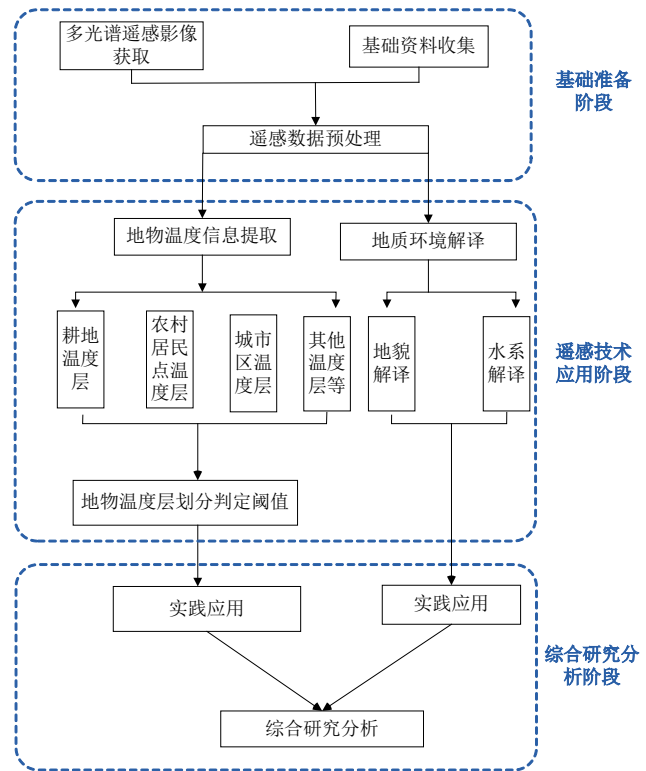 多光谱遥感影像
获取
基础资料收集
基础准备
阶段
遥感数据预处理
地物温度信息提取
地质环境解译
耕地
温度
层
农村
居民
点温
度层
城市
区温
度层
其他
温度
层等
地貌
解译
水系
解译
遥感技术
应用阶段
地物温度层划分判定阈值
实践应用
实践应用
综合研究分
析阶段
综合研究分析